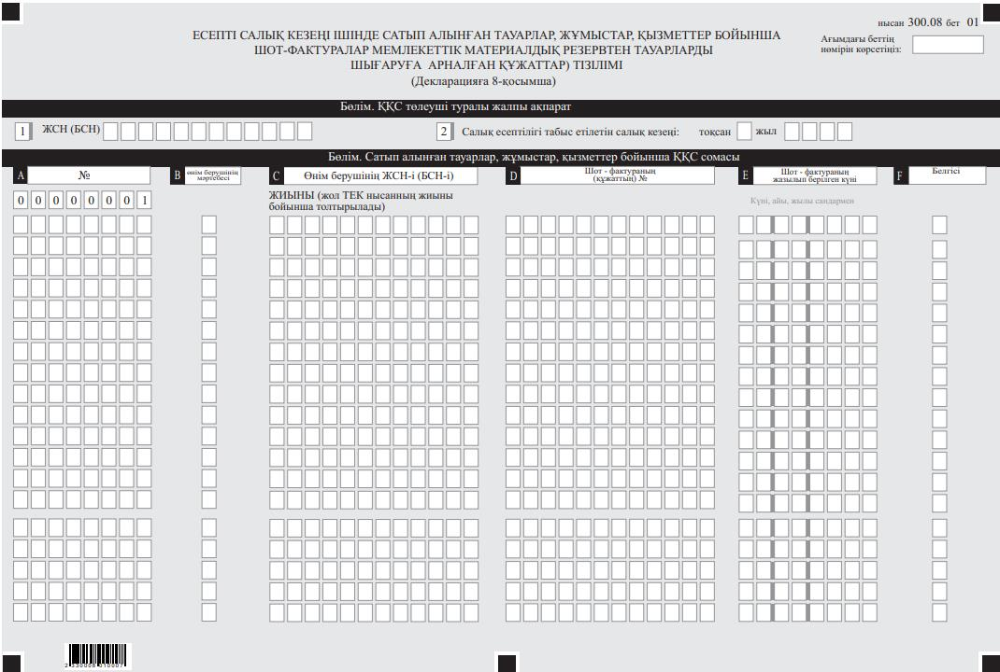 нысан 300.08 бет 01
ЕСЕПТІ САЛЫҚ КЕЗЕҢІ ІШІНДЕ САТЫП АЛЫНҒАН ТАУАРЛАР, ЖҰМЫСТАР, ҚЫЗМЕТТЕР БОЙЫНША
ШОТ-ФАКТУРАЛАР МЕМЛЕКЕТТІК МАТЕРИАЛДЫҚ РЕЗЕРВТЕН ТАУАРЛАРДЫ
ШЫҒАРУҒА АРНАЛҒАН ҚҰЖАТТАР) ТІЗІЛІМІ
(Декларацияға 8-қосымша)
Ағымдағы беттің
нөмірін көрсетіңіз:
Бөлім. ҚҚС төлеуші туралы жалпы ақпарат
1 ЖСН (БСН)
2 Салық есептілігі табыс етілетін салық кезеңі: тоқсан жыл
Бөлім. Сатып алынған тауарлар, жұмыстар, қызметтер бойынша ҚҚС сомасы
A №
B өнім берушінің
мәртебесі
C Өнім берушінің ЖСН-і (БСН-і)
D Шот - фактураның
(құжаттың) №
E Шот - фактураның
жазылып берілген күні
F Белгісі
0 0 0 0 0 0 0 1
ЖИЫНЫ (жол ТЕК нысанның жиыны
бойынша толтырылады)
Күні, айы, жылы сандармен